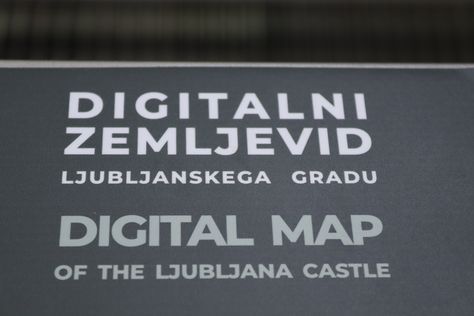 DIGITALNI
ZEMLJEVID
LJUBLJANSKEGA GRADU
DIGITAL MAP
OF THE LJUBLJANA CASTLE